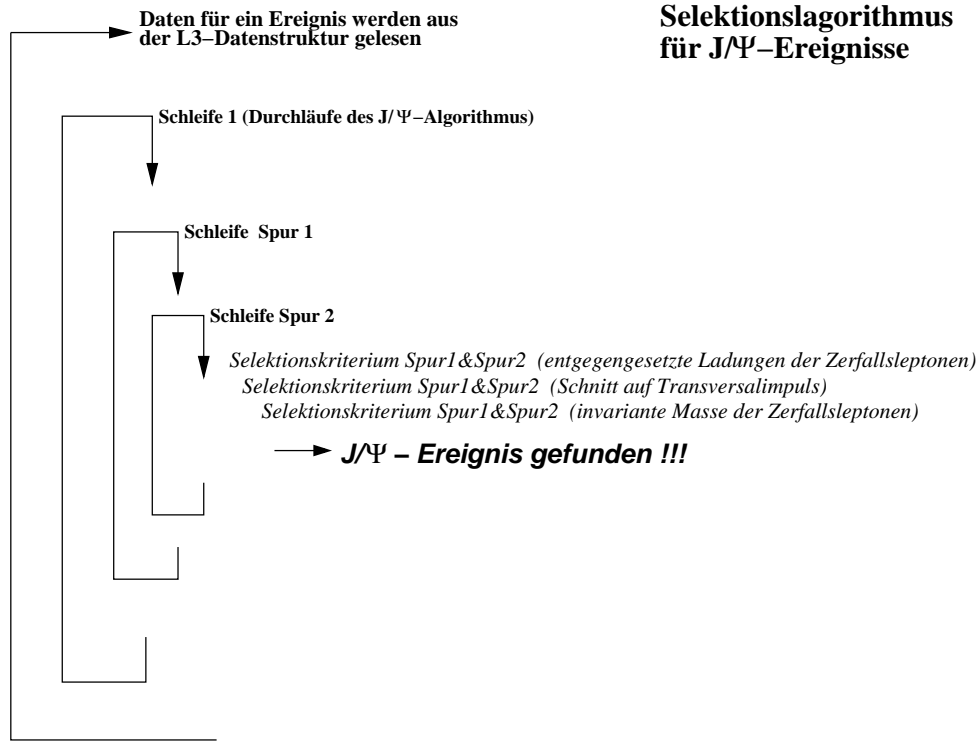 Selektionslagorithmus
für J/Ψ–Ereignisse
Daten für ein Ereignis werden aus
der L3–Datenstruktur gelesen
Schleife 1 (Durchläufe des J/Ψ–Algorithmus)
Schleife Spur 1
Schleife Spur 2
Selektionskriterium Spur1&Spur2 (entgegengesetzte Ladungen der Zerfallsleptonen)
Selektionskriterium Spur1&Spur2 (Schnitt auf Transversalimpuls)
Selektionskriterium Spur1&Spur2 (invariante Masse der Zerfallsleptonen)
J/Ψ – Ereignis gefunden !!!